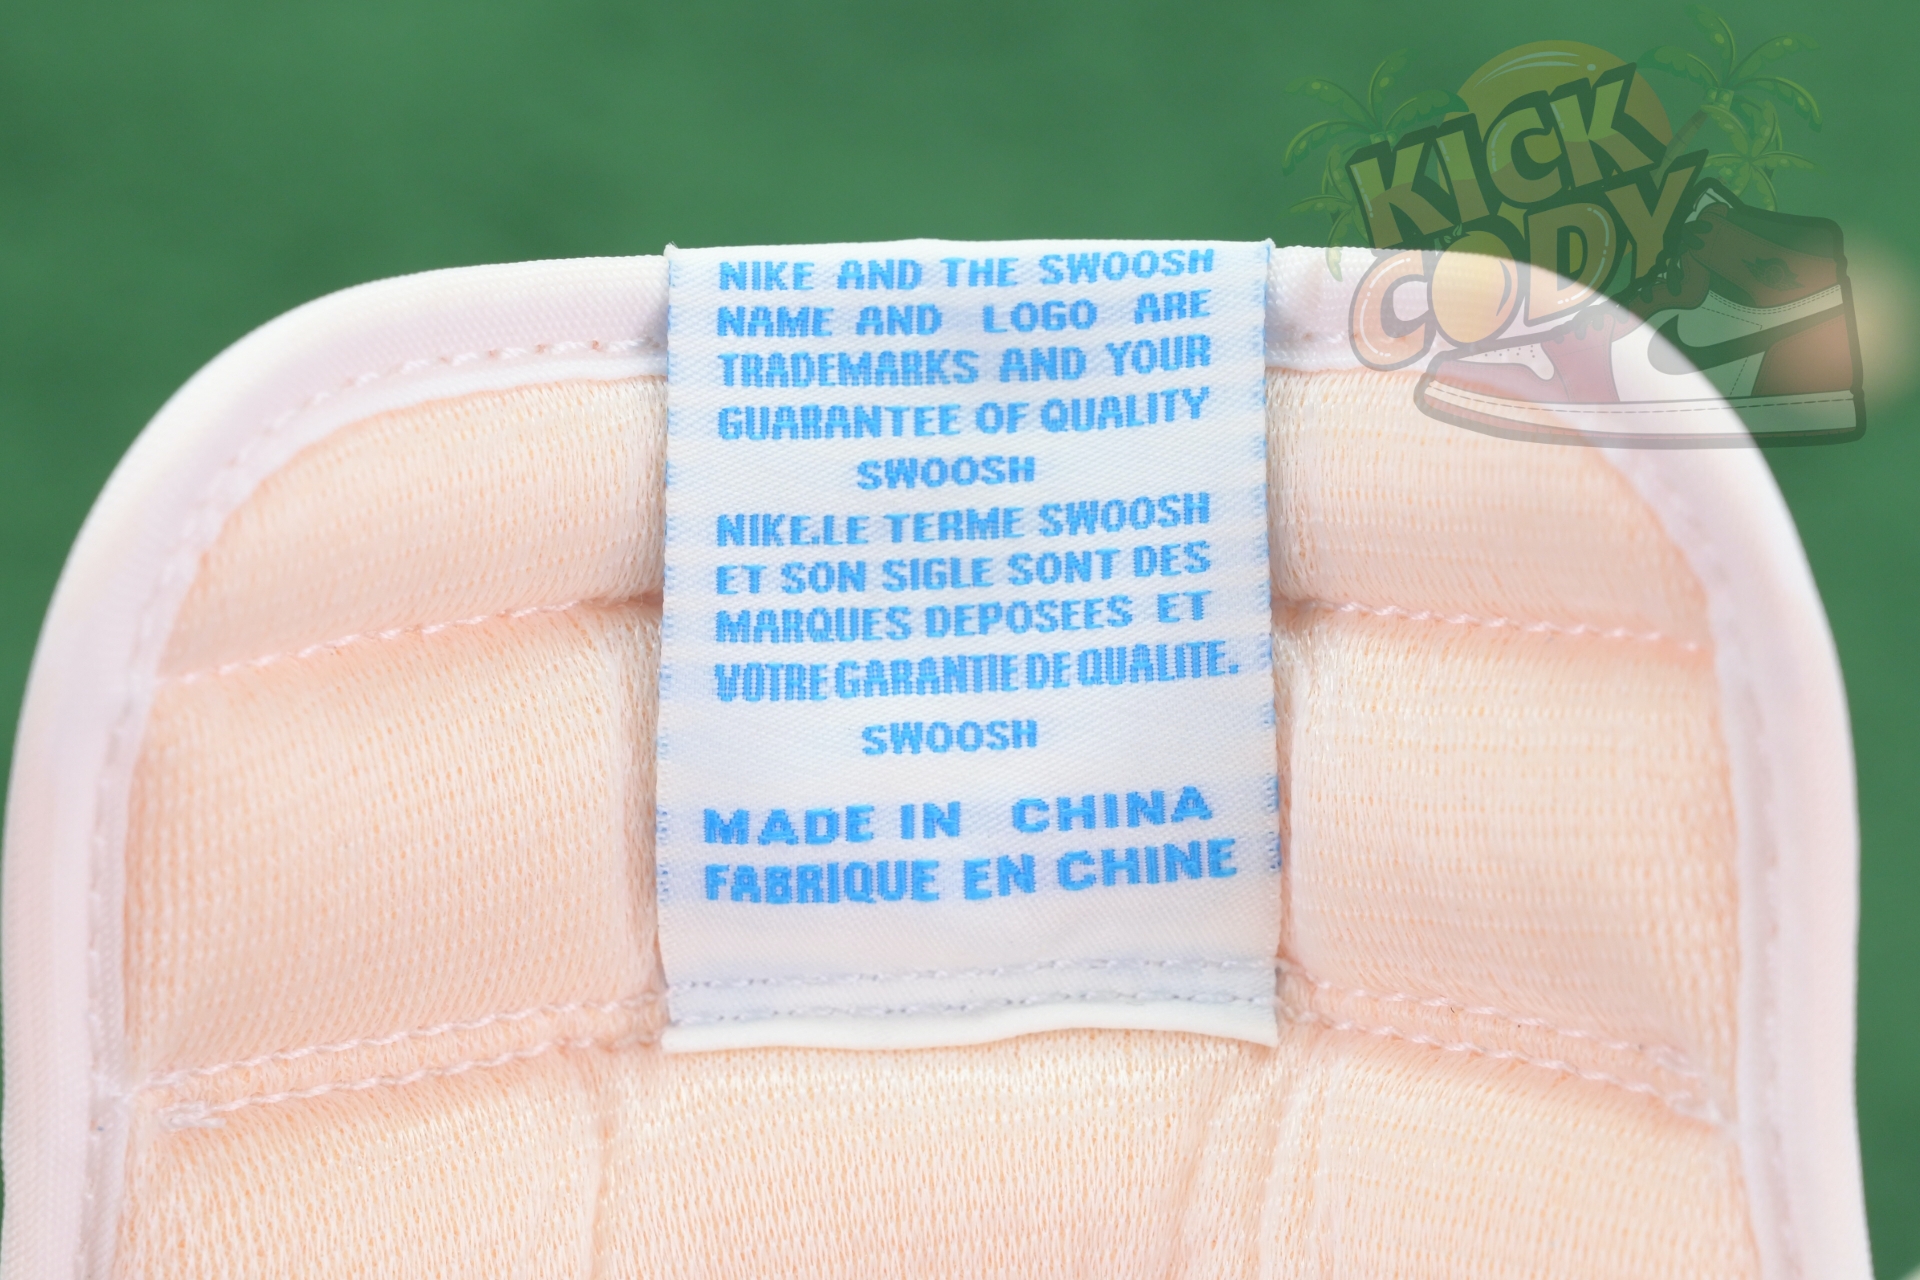 KICK
CODY
NIKE AND THE SWOOSH
NAME AND LOGO ARE
TRADEMARKS AND YOUR
GUARANTEE OF QUALITY
SWOOSH
NIKE.LE TERME SWOOSH
ET SON SIGLE SONT DES
MARQUES DEPOSEES ET
VOTRE GARANTIE DE QUALITE.
SWOOSH
MADE IN CHINA
FABRIQUE EN CHINE